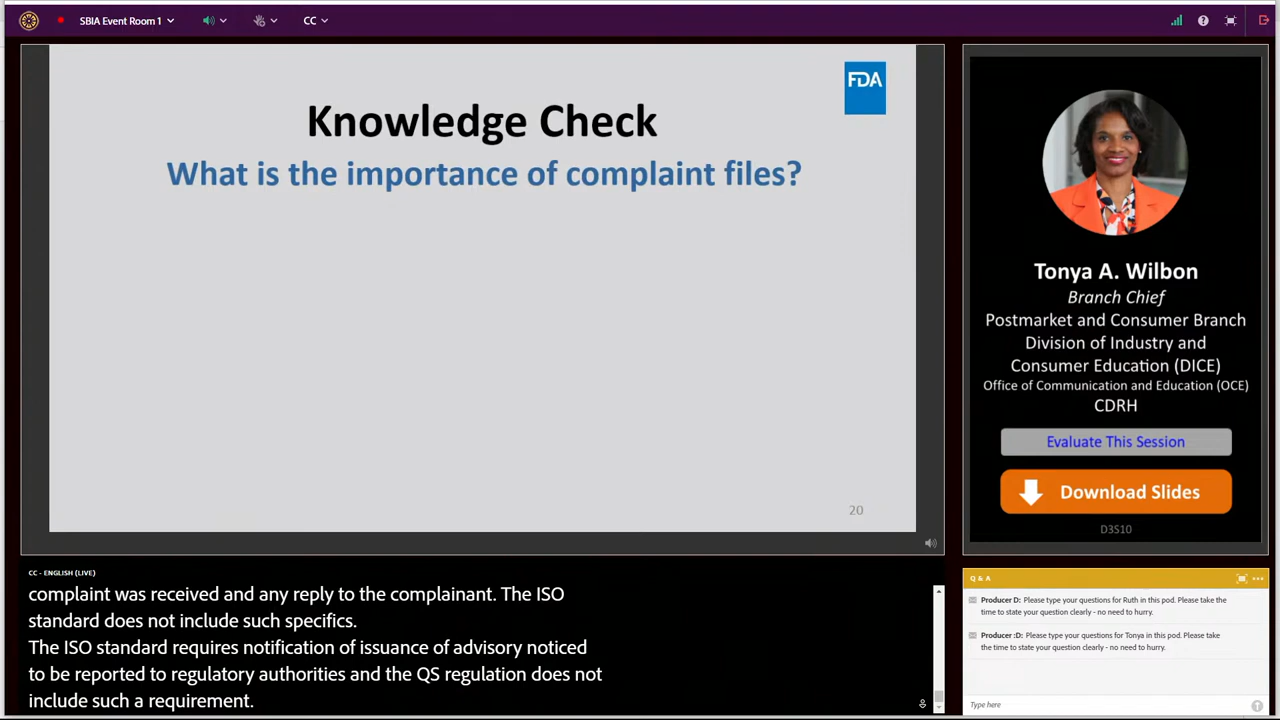 SBIA Event Room 1
CC
FDA
Knowledge Check
What is the importance of complaint files?
20
Tonya A. Wilbon
Branch Chief
Postmarket and Consumer Branch
Division of Industry and
Consumer Education (DICE)
Office of Communication and Education (OCE)
CDRH
Evaluate This Session
Download Slides
D3S10
CC - ENGLISH (LIVE)
complaint was received and any reply to the complainant. The ISO
standard does not include such specifics.
The ISO standard requires notification of issuance of advisory noticed
to be reported to regulatory authorities and the QS regulation does not
include such a requirement.
Q & A
Producer D: Please type your questions for Ruth in this pod. Please take the
time to state your question clearly - no need to hurry.
Producer :D: Please type your questions for Tonya in this pod. Please take
the time to state your question clearly - no need to hurry.
Type here